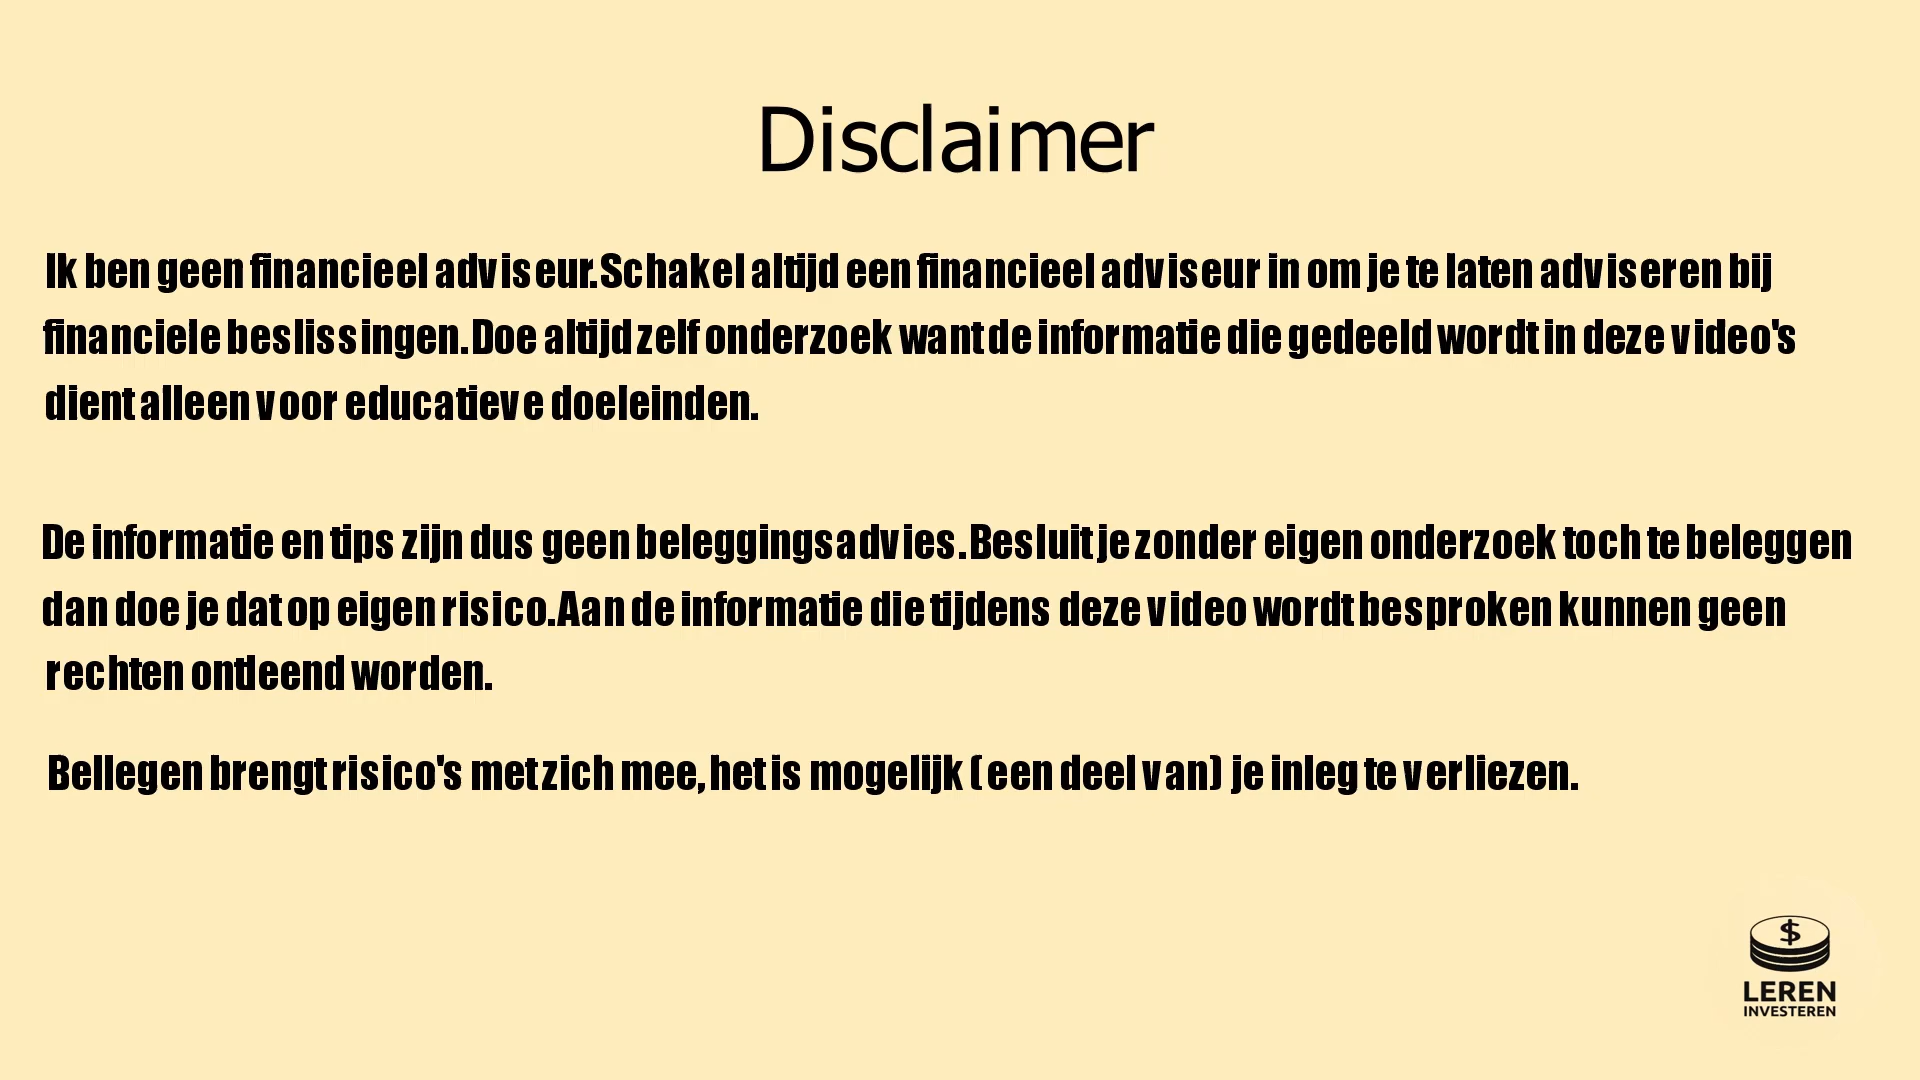 Disclaimer
Ik ben geen financieel adviseur. Schakel altijd een financieel adviseur in om je te laten adviseren bij
financiele beslissingen. Doe altijd zelf onderzoek want de informatie die gedeeld wordt in deze video's
dient alleen voor educatieve doeleinden.
De informatie en tips zijn dus geen beleggingsadvies. Besluit je zonder eigen onderzoek toch te beleggen
dan doe je dat op eigen risico. Aan de informatie die tijdens deze video wordt besproken kunnen geen
rechten ontleend worden.
Bellegen brengt risico's met zich mee, het is mogelijk (een deel van) je inleg te verliezen.
$
LEREN
INVESTEREN